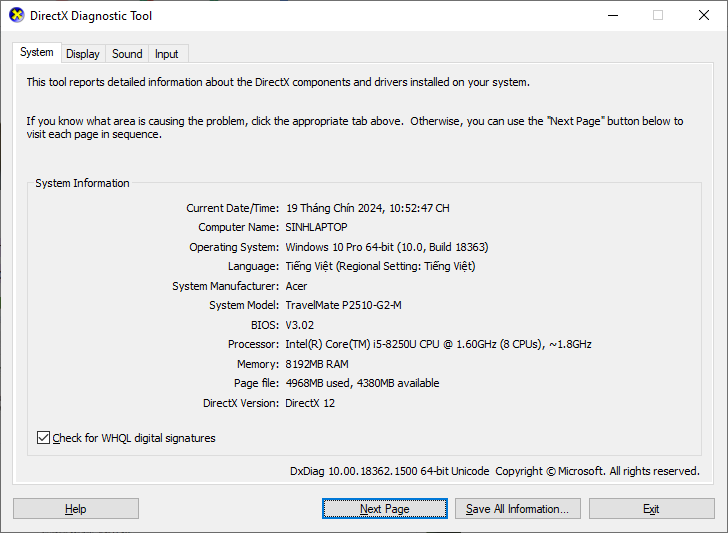 DirectX Diagnostic Tool
System
Display
Sound
Input
This tool reports detailed information about the DirectX components and drivers installed on your system.
If you know what area is causing the problem, click the appropriate tab above.  Otherwise, you can use the "Next Page" button below to
visit each page in sequence.
System Information
Current Date/Time: 19 Tháng Chín 2024, 10:52:47 CH
Computer Name: SINHLAPTOP
Operating System: Windows 10 Pro 64-bit (10.0, Build 18363)
Language: Tiếng Việt (Regional Setting: Tiếng Việt)
System Manufacturer: Acer
System Model: TravelMate P2510-G2-M
BIOS: V3.02
Processor: Intel(R) Core(TM) i5-8250U CPU @ 1.60GHz (8 CPUs), ~1.8GHz
Memory: 8192MB RAM
Page file: 4968MB used, 4380MB available
DirectX Version: DirectX 12
Check for WHQL digital signatures
DxDiag 10.00.18362.1500 64-bit Unicode  Copyright © Microsoft. All rights reserved.
Help
Next Page
Save All Information...
Exit